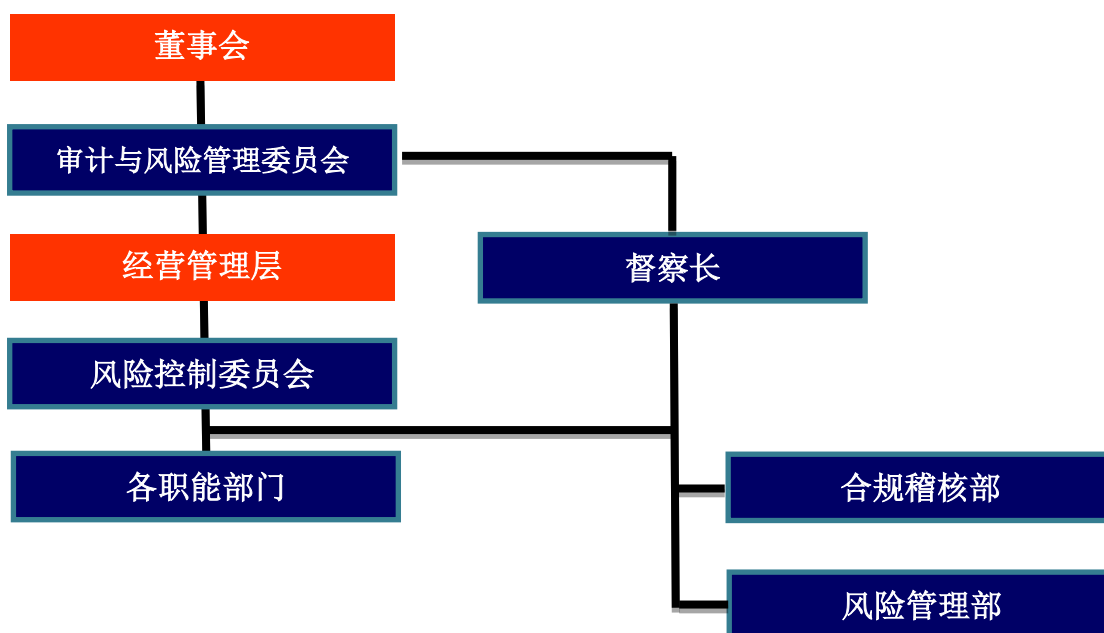 董事会
审计与风险管理委员会
经营管理层
督察长
风险控制委员会
各职能部门
合规稽核部
风险管理部